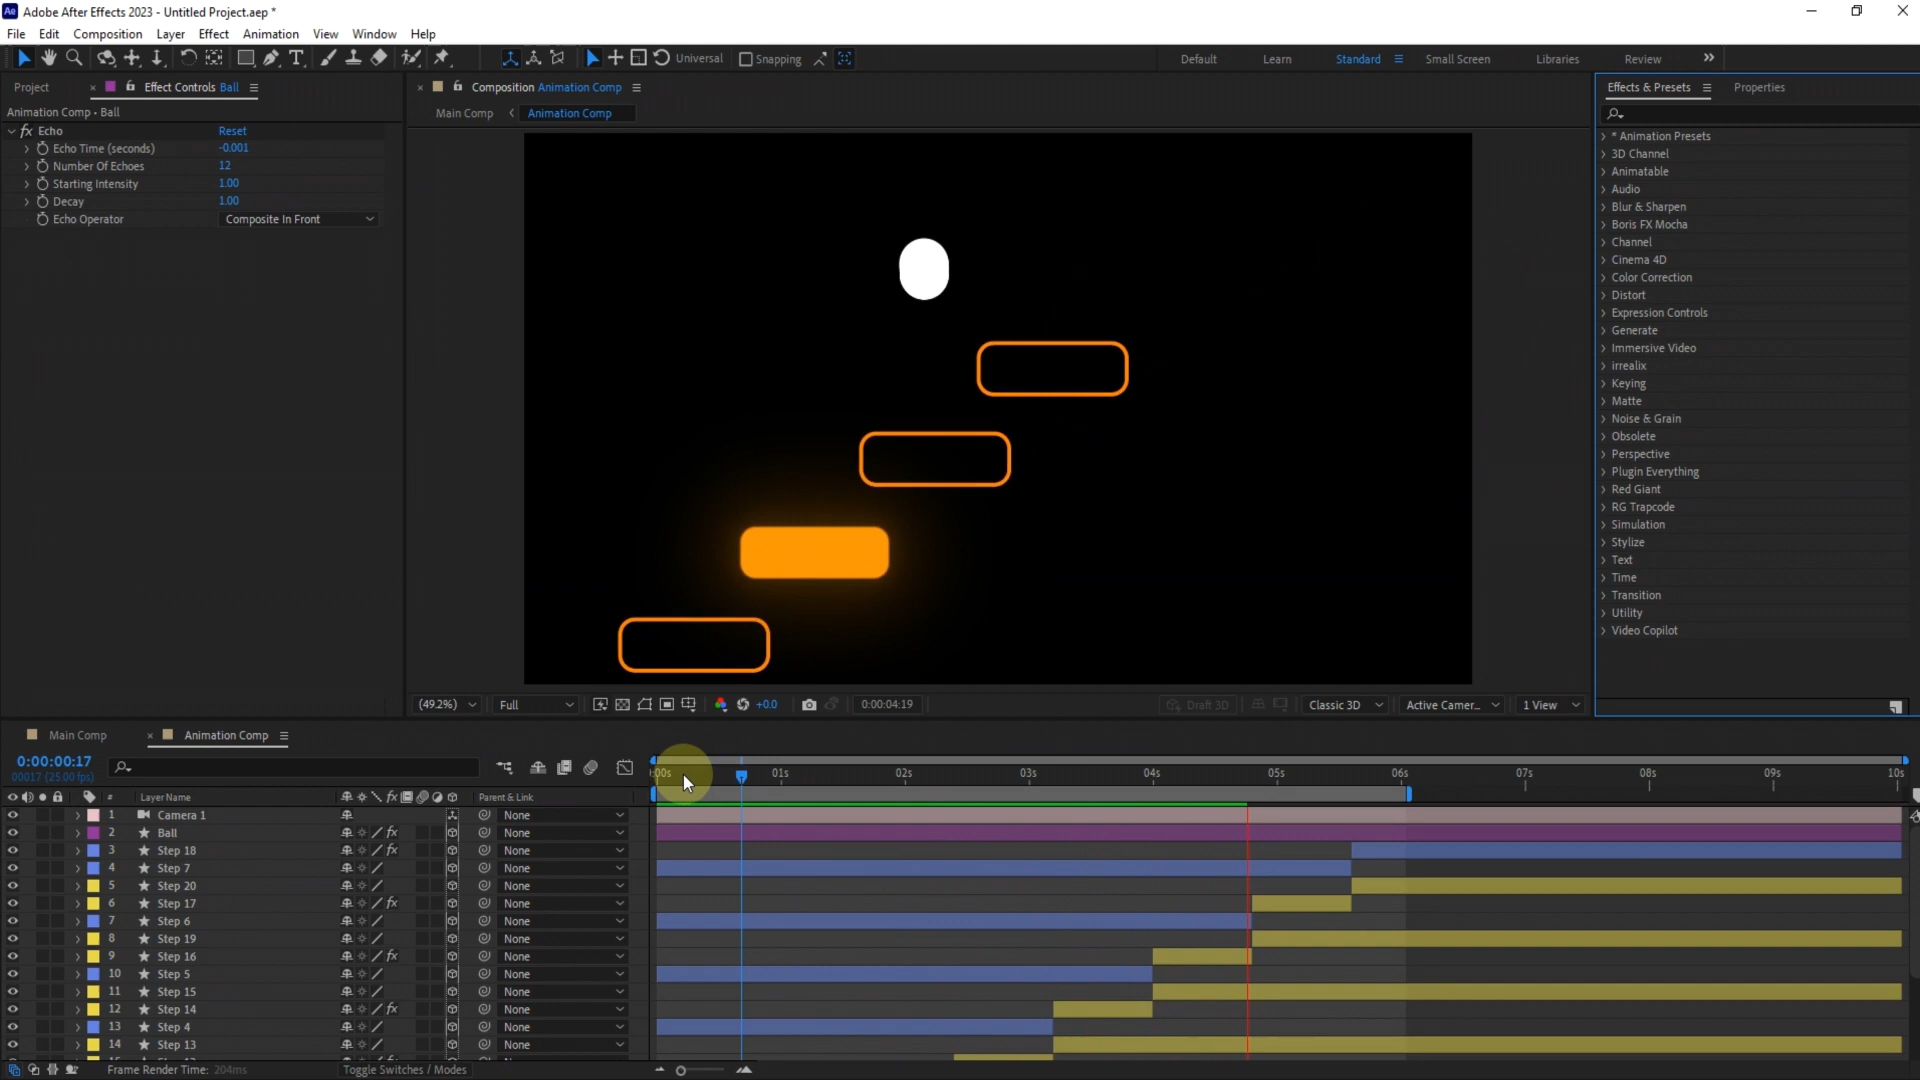 Adobe After Effects 2023 - Untitled Project.aep *
File Edit Composition Layer Effect Animation View Window Help
Universal Snapping Default Learn Standard Small Screen Libraries Review
Project Effect Controls Ball
Animation Comp • Ball
fx Echo Reset
Echo Time (seconds) -0.001
Number Of Echoes 12
Starting Intensity 1.00
Decay 1.00
Echo Operator Composite In Front
Composition Animation Comp
Main Comp Animation Comp
(49.2%) Full +0.0 0:00:04:19 Draft 3D Classic 3D Active Camer... 1 View
Effects & Presets Properties
* Animation Presets
3D Channel
Animatable
Audio
Blur & Sharpen
Boris FX Mocha
Channel
Cinema 4D
Color Correction
Distort
Expression Controls
Generate
Immersive Video
irrealix
Keying
Matte
Noise & Grain
Obsolete
Perspective
Plugin Everything
Red Giant
RG Trapcode
Simulation
Stylize
Text
Time
Transition
Utility
Video Copilot
Main Comp Animation Comp
0:00:00:17
00017 (25.00 fps)
:00s 01s 02s 03s 04s 05s 06s 07s 08s 09s 10s
# Layer Name fx Parent & Link
1 Camera 1 None
2 Ball fx None
3 Step 18 fx None
4 Step 7 None
5 Step 20 None
6 Step 17 fx None
7 Step 6 None
8 Step 19 None
9 Step 16 fx None
10 Step 5 None
11 Step 15 None
12 Step 14 fx None
13 Step 4 None
14 Step 13 None
Frame Render Time: 204ms Toggle Switches / Modes